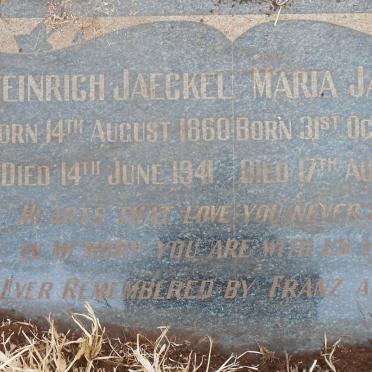 EINRICH JAECKEL MARIA JA
ORN 14TH AUGUST 1860 BORN 31ST OC
DIED 14TH JUNE 1941 DIED 17TH AU
HEARTS THAT LOVE YOU NEVER
IN MEMORY YOU ARE WITH US
EVER REMEMBERED BY FRANZ A